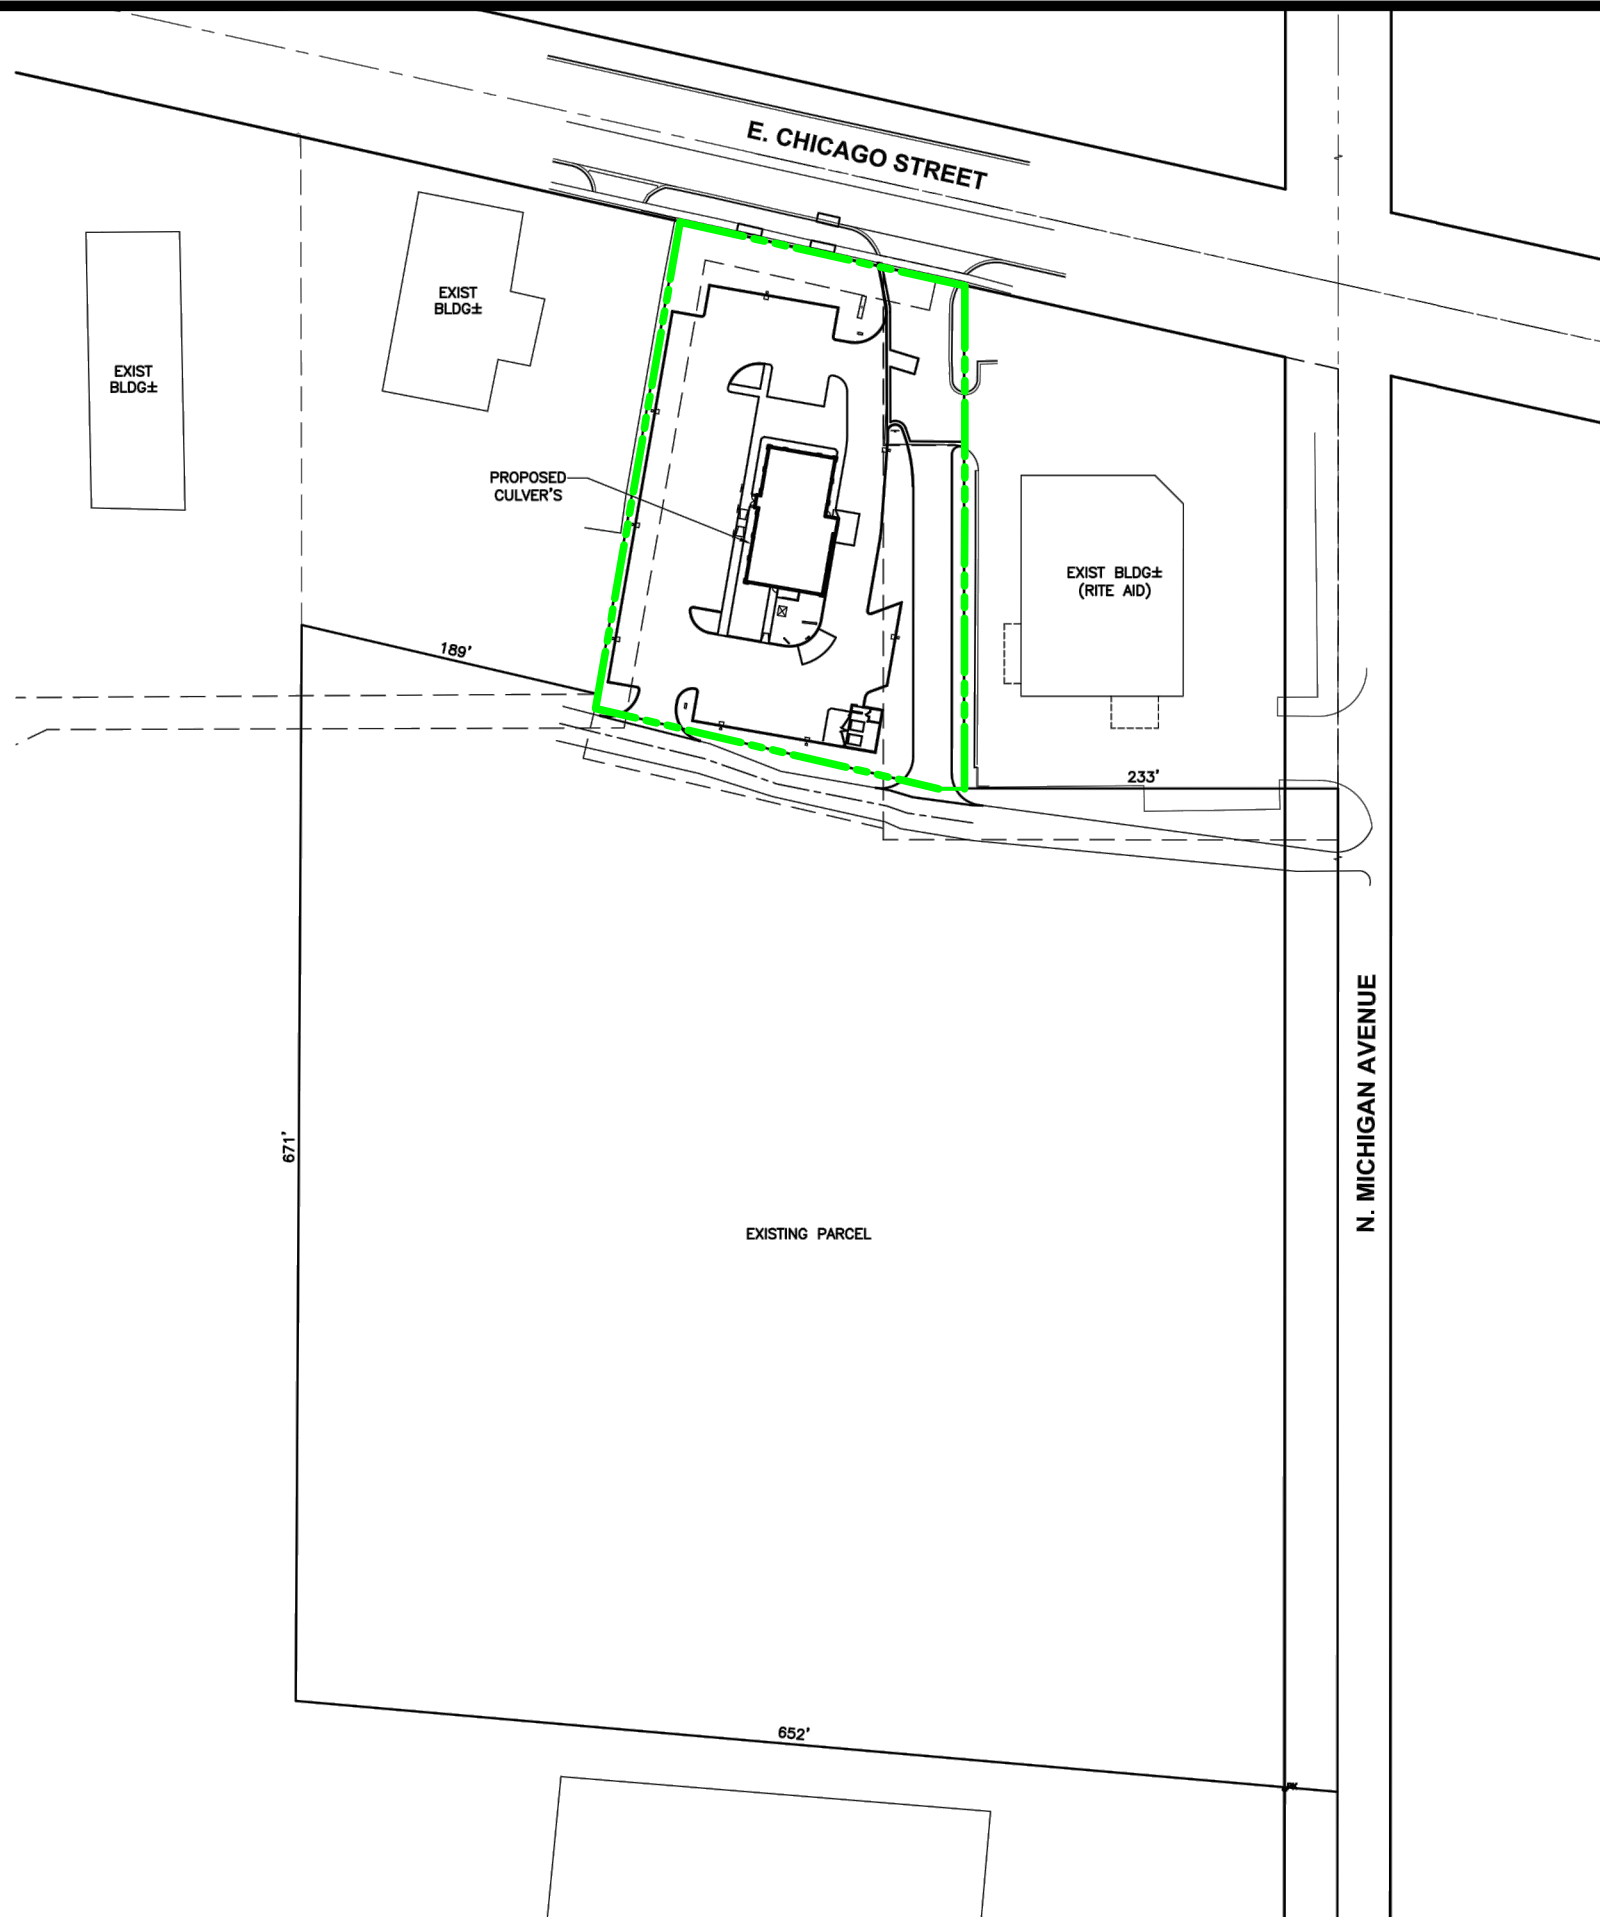 E. CHICAGO STREET
EXIST
BLDG±
EXIST
BLDG±
PROPOSED
CULVER'S
EXIST BLDG±
(RITE AID)
189'
233'
671'
N. MICHIGAN AVENUE
EXISTING PARCEL
652'